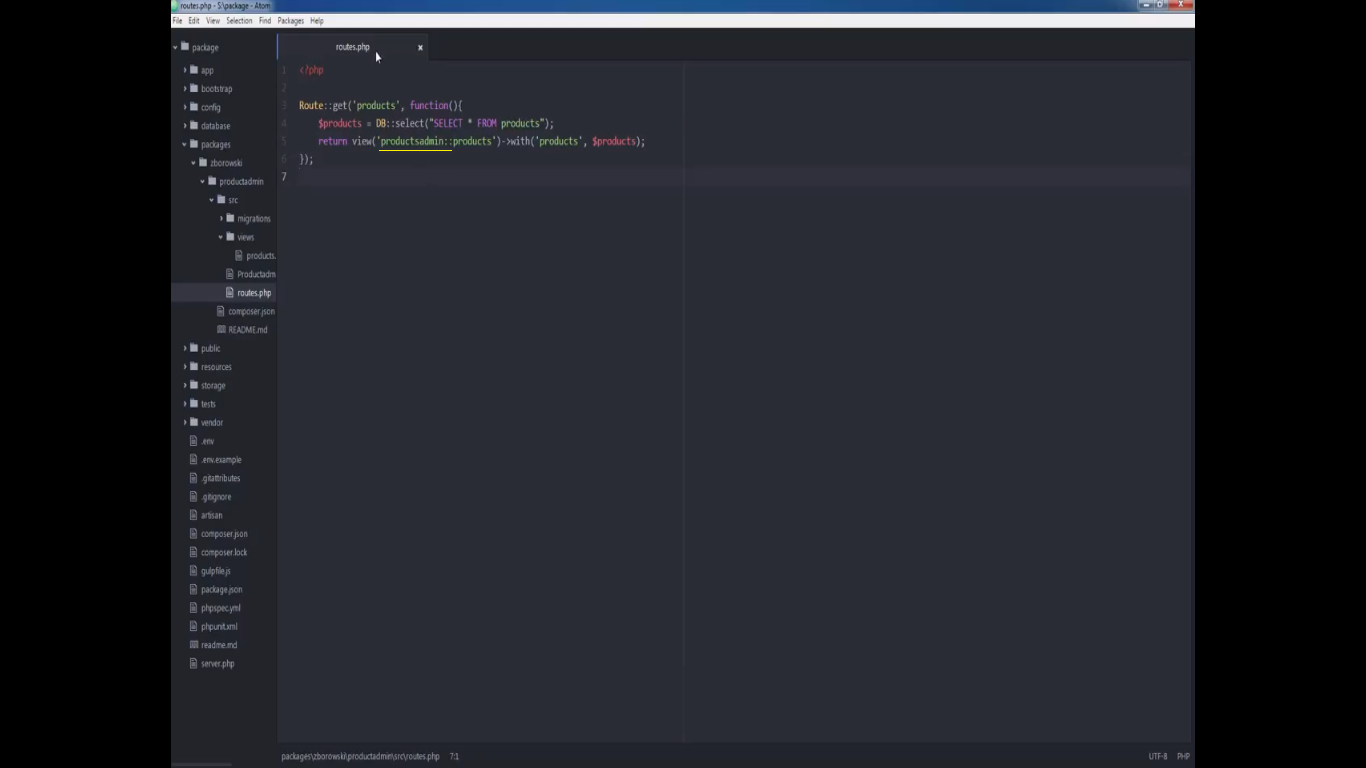 routes.php - S:\package - Atom
File Edit View Selection Find Packages Help
package
app
bootstrap
config
database
packages
zborowski
productadmin
src
migrations
views
products.
Productadm
routes.php
composer.json
README.md
public
resources
storage
tests
vendor
.env
.env.example
.gitattributes
.gitignore
artisan
composer.json
composer.lock
gulpfile.js
package.json
phpspec.yml
phpunit.xml
readme.md
server.php
routes.php
1 <?php
2
3 Route::get('products', function(){
4 $products = DB::select("SELECT * FROM products");
5 return view('productsadmin::products')->with('products', $products);
6 });
7
packages\zborowski\productadmin\src\routes.php 7:1
UTF-8 PHP